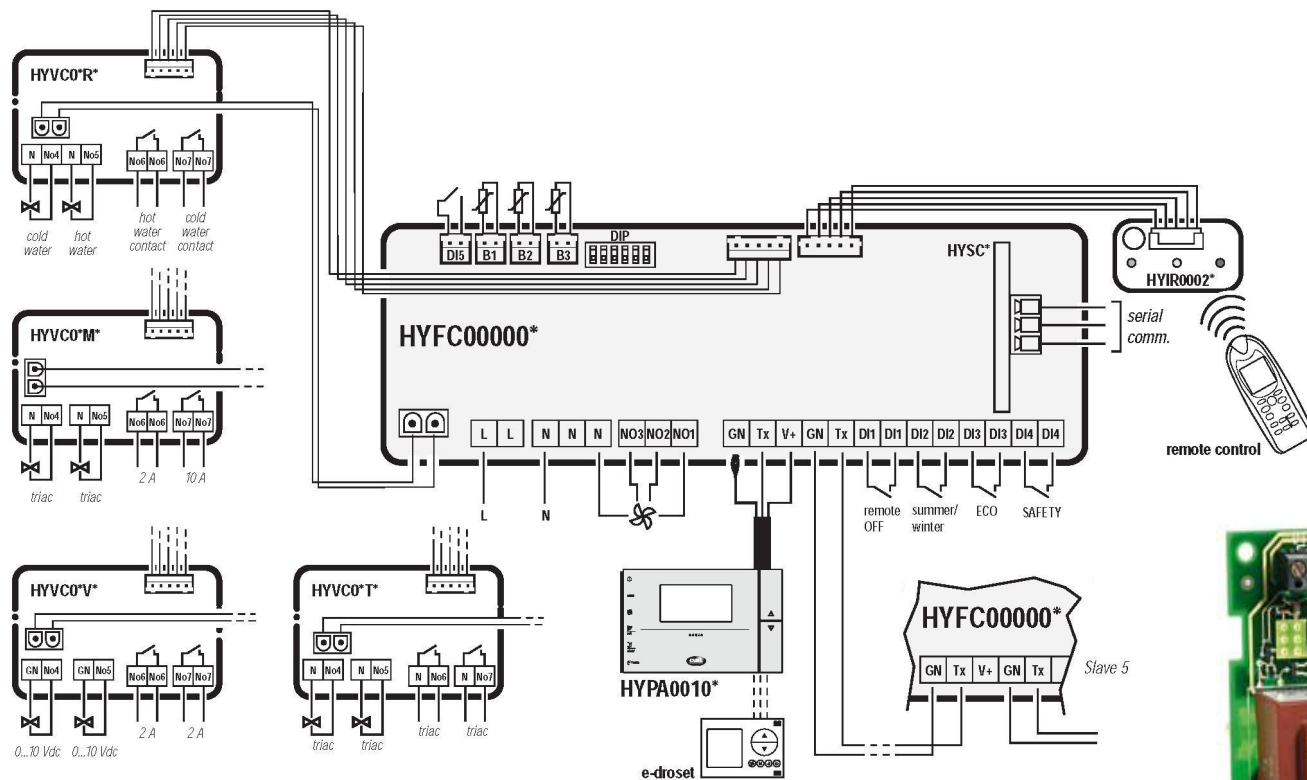 HYVC0*R*
N No4 N No5
No6 No6 No7 No7
cold water
hot water
hot water contact
cold water contact
HYVC0*M*
N No4 N No5
No6 No6 No7 No7
triac
triac
2 A
10 A
HYVC0*V*
GN No4 GN No5
No6 No6 No7 No7
0...10 Vdc
0...10 Vdc
2 A
2 A
HYVC0*T*
N No4 N No5
N No6 N No7
triac
triac
triac
triac
DI5 B1 B2 B3
DIP
HYSC*
HYFC00000*
serial comm.
HYIR0002*
remote control
L L N N N NO3 NO2 NO1
GN Tx V+ GN Tx DI1 DI1 DI2 DI2 DI3 DI3 DI4 DI4
L
N
remote OFF
summer/ winter
ECO
SAFETY
HYPA0010*
e-droset
HYFC00000*
GN Tx V+ GN Tx
Slave 5